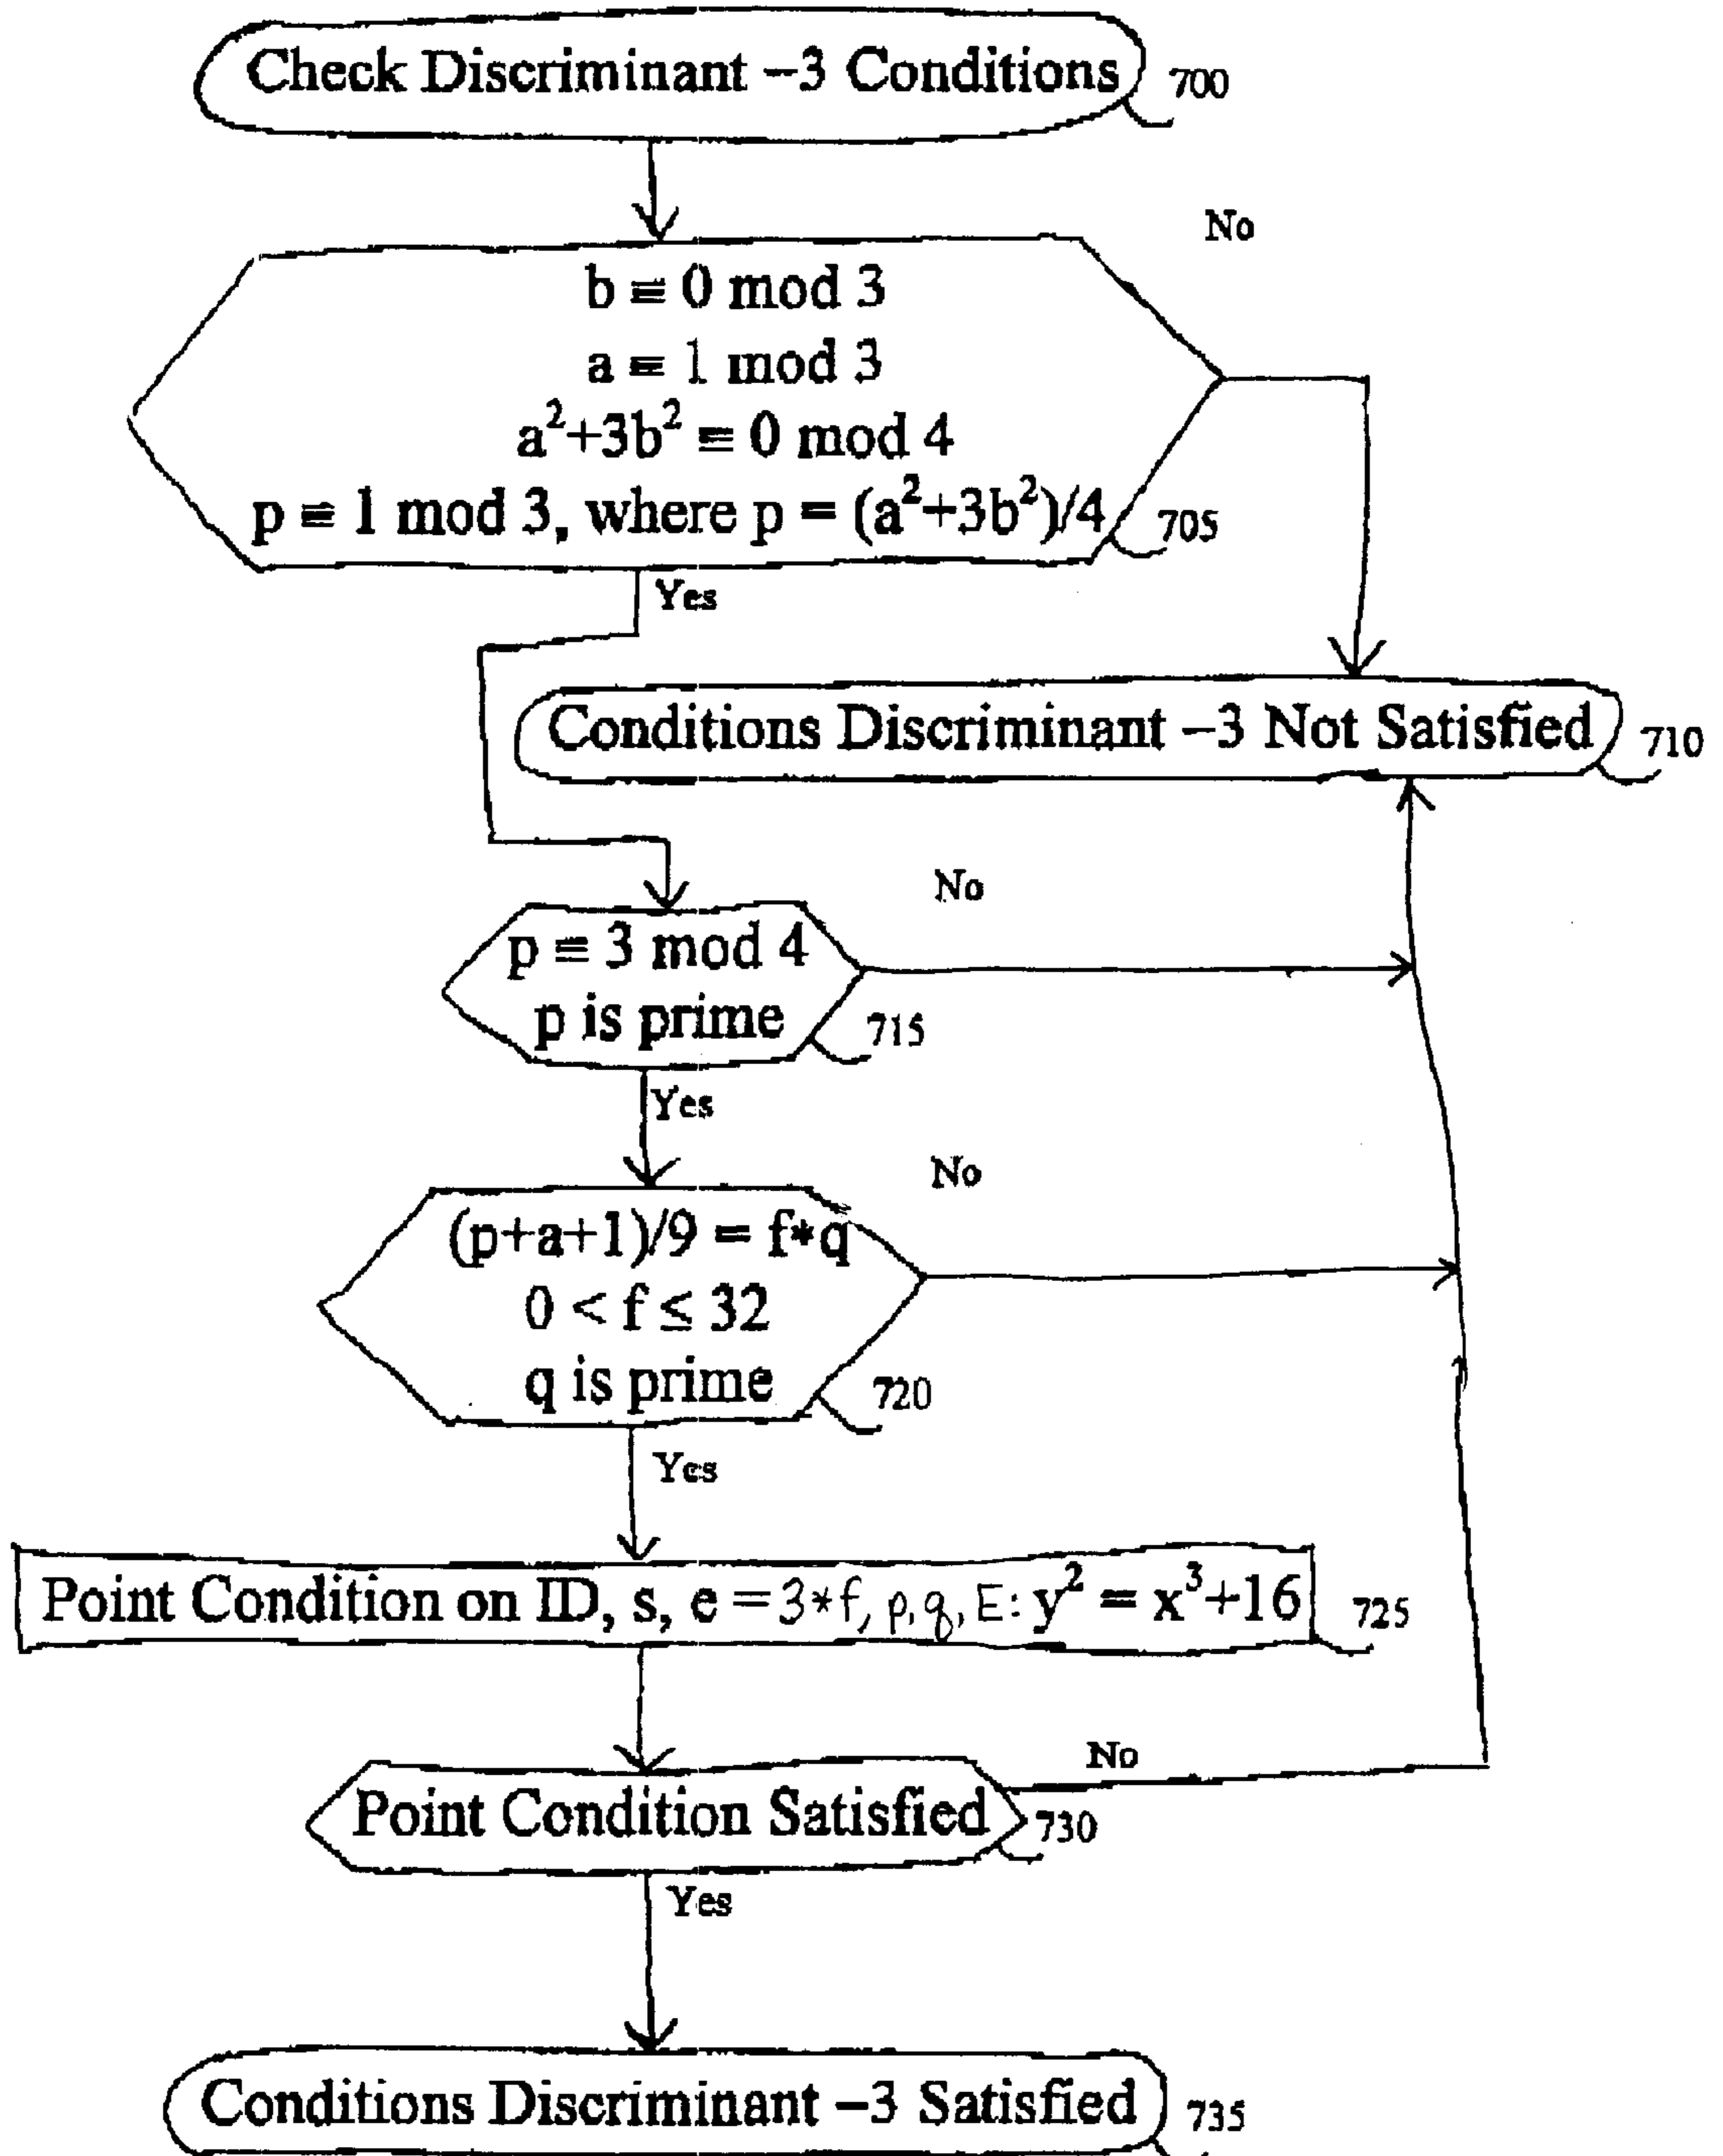 Check Discriminant –3 Conditions
700
No
b ≡ 0 mod 3
a ≡ 1 mod 3
a²+3b² ≡ 0 mod 4
p ≡ 1 mod 3, where p = (a²+3b²)/4
705
Yes
Conditions Discriminant –3 Not Satisfied
710
No
p ≡ 3 mod 4
p is prime
715
Yes
No
(p+a+1)/9 = f*q
0 < f ≤ 32
q is prime
720
Yes
Point Condition on ID, s, e = 3*f, p, q, E: y² = x³+16
725
No
Point Condition Satisfied
730
Yes
Conditions Discriminant –3 Satisfied
735